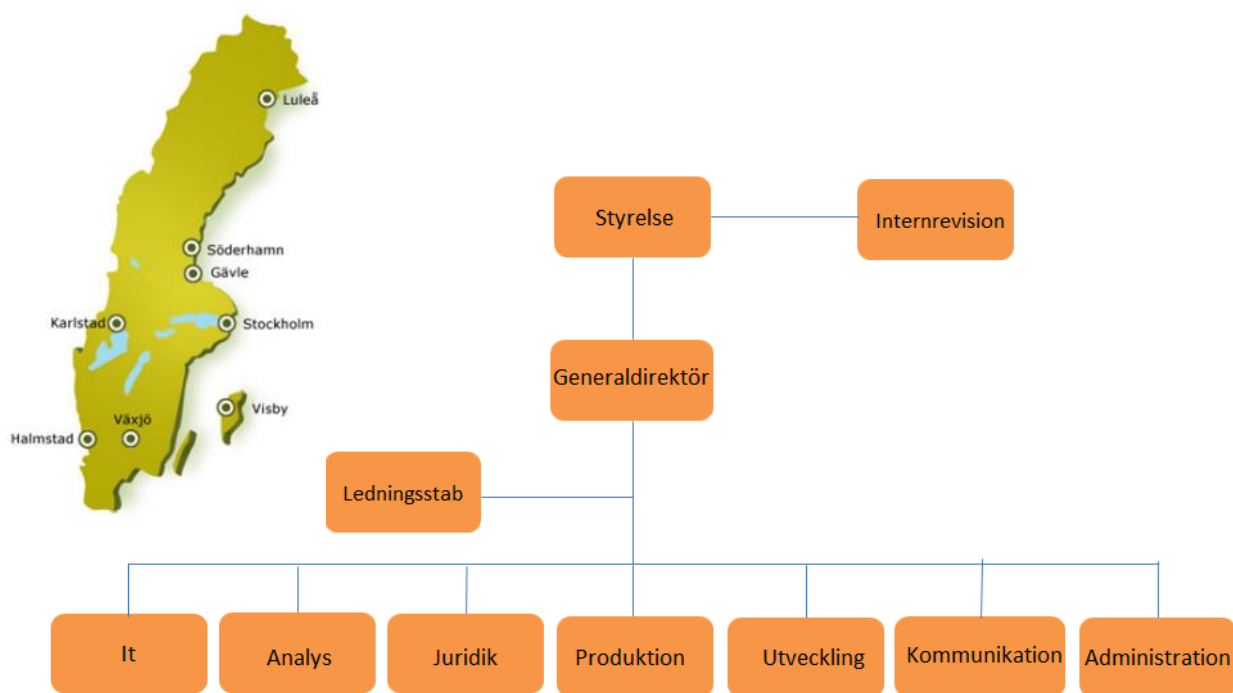 Luleå
Söderhamn
Gävle
Karlstad
Stockholm
Visby
Växjö
Halmstad
Styrelse
Internrevision
Generaldirektör
Ledningsstab
It
Analys
Juridik
Produktion
Utveckling
Kommunikation
Administration